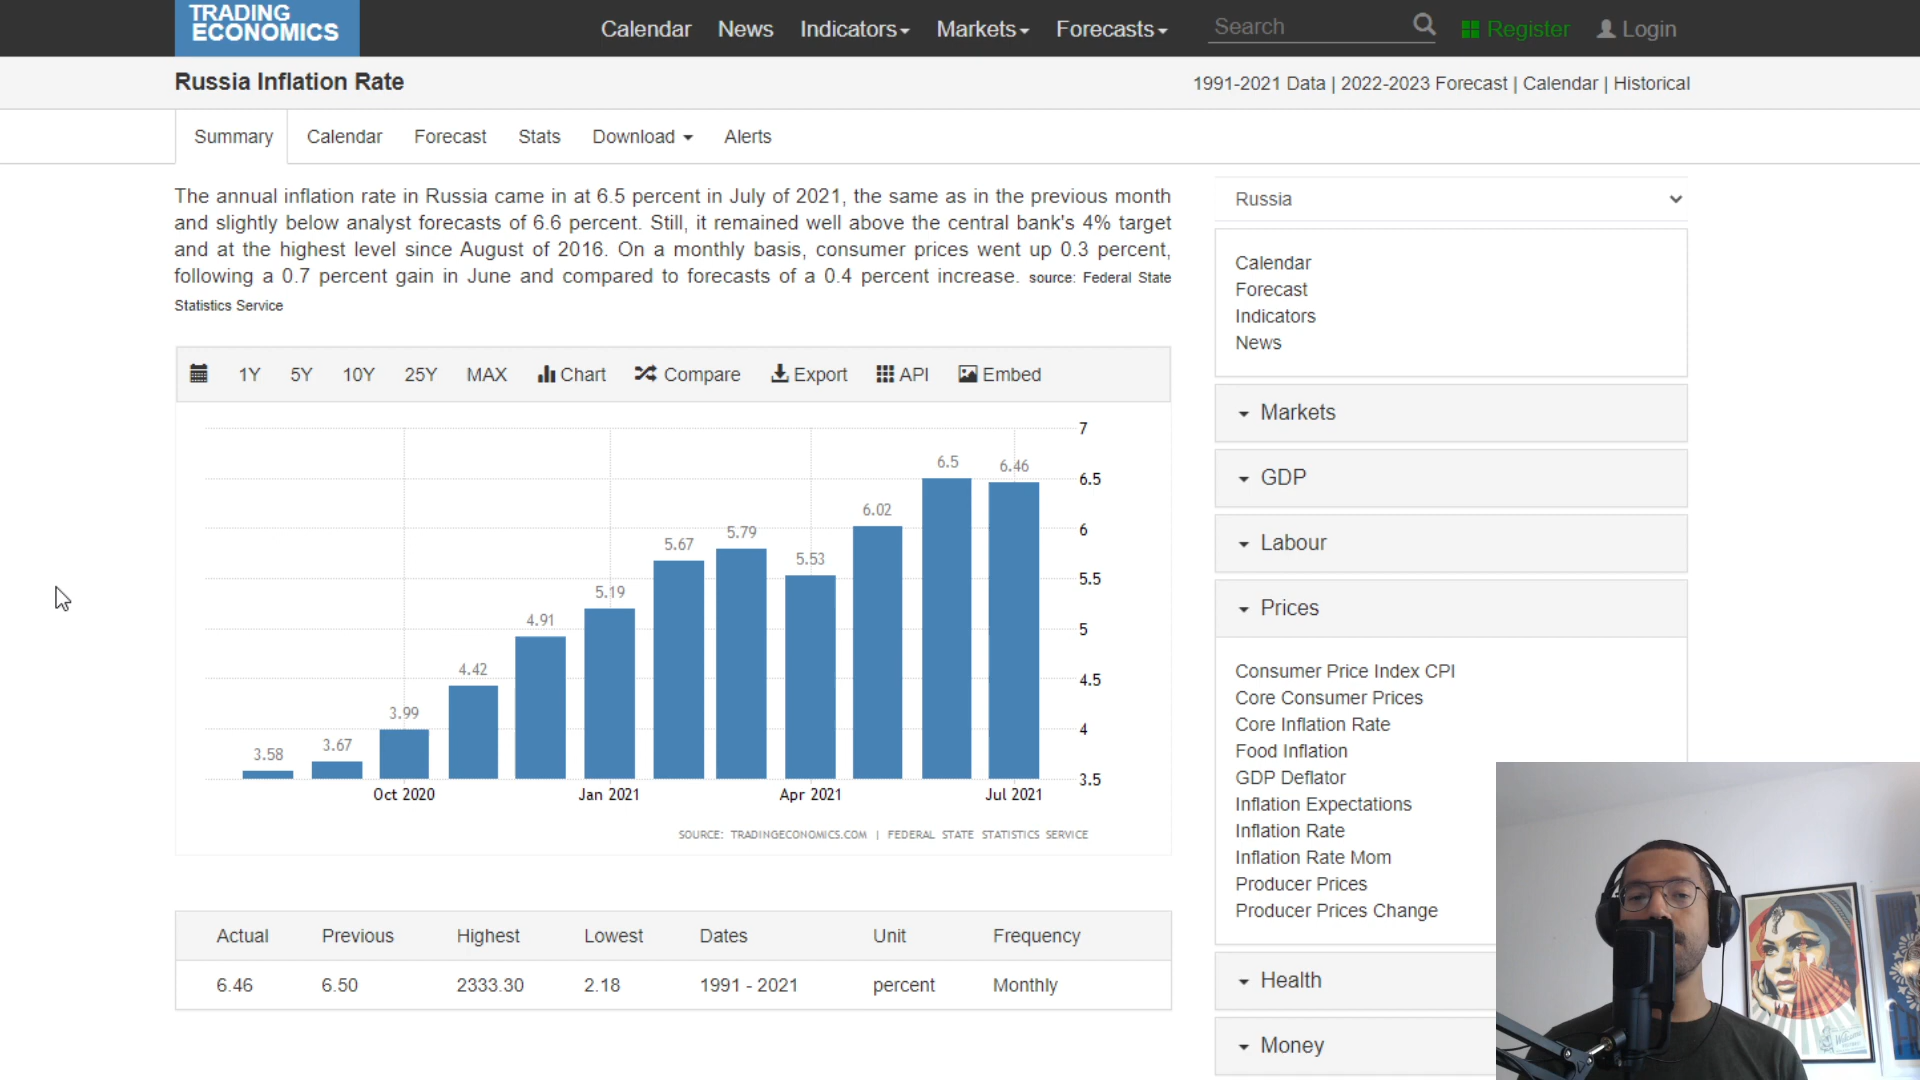 TRADING
ECONOMICS
Calendar News Indicators Markets Forecasts Search Register Login
Russia Inflation Rate
1991-2021 Data | 2022-2023 Forecast | Calendar | Historical
Summary Calendar Forecast Stats Download Alerts
The annual inflation rate in Russia came in at 6.5 percent in July of 2021, the same as in the previous month
and slightly below analyst forecasts of 6.6 percent. Still, it remained well above the central bank's 4% target
and at the highest level since August of 2016. On a monthly basis, consumer prices went up 0.3 percent,
following a 0.7 percent gain in June and compared to forecasts of a 0.4 percent increase. source: Federal State
Statistics Service
1Y 5Y 10Y 25Y MAX Chart Compare Export API Embed
7
6.5
6
5.5
5
4.5
4
3.5
3.58
3.67
3.99
4.42
4.91
5.19
5.67
5.79
5.53
6.02
6.5
6.46
Oct 2020 Jan 2021 Apr 2021 Jul 2021
SOURCE: TRADINGECONOMICS.COM | FEDERAL STATE STATISTICS SERVICE
Actual Previous Highest Lowest Dates Unit Frequency
6.46 6.50 2333.30 2.18 1991 - 2021 percent Monthly
Russia
Calendar
Forecast
Indicators
News
Markets
GDP
Labour
Prices
Consumer Price Index CPI
Core Consumer Prices
Core Inflation Rate
Food Inflation
GDP Deflator
Inflation Expectations
Inflation Rate
Inflation Rate Mom
Producer Prices
Producer Prices Change
Health
Money